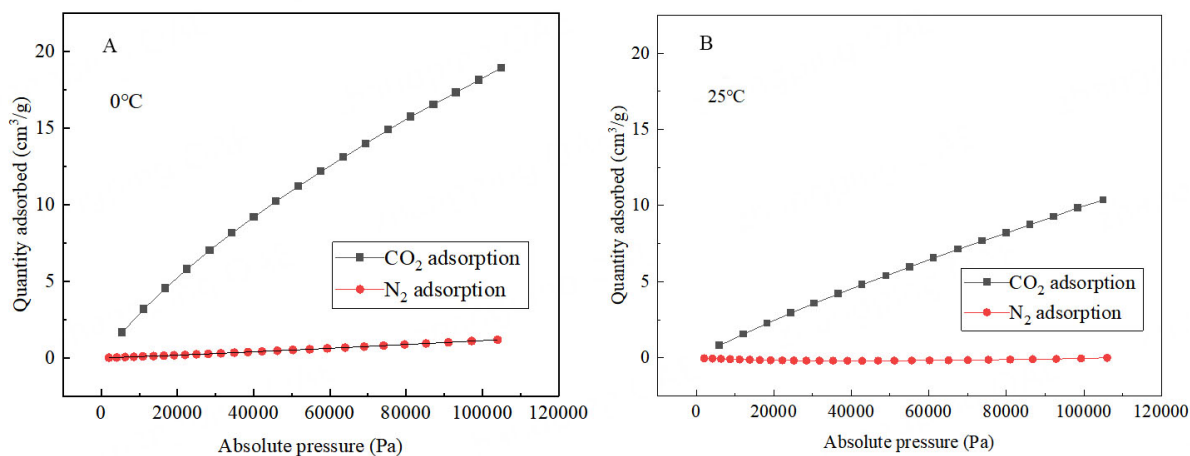 A
0°C
Quantity adsorbed (cm³/g)
20
15
10
5
0
CO₂ adsorption
N₂ adsorption
0
20000
40000
60000
80000
100000
120000
Absolute pressure (Pa)
B
25°C
Quantity adsorbed (cm³/g)
20
15
10
5
0
CO₂ adsorption
N₂ adsorption
0
20000
40000
60000
80000
100000
120000
Absolute pressure (Pa)